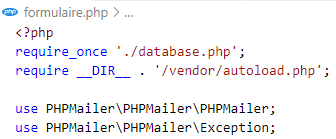 php formulaire.php > ...
<?php
require_once './database.php';
require __DIR__ . '/vendor/autoload.php';
use PHPMailer\PHPMailer\PHPMailer;
use PHPMailer\PHPMailer\Exception;